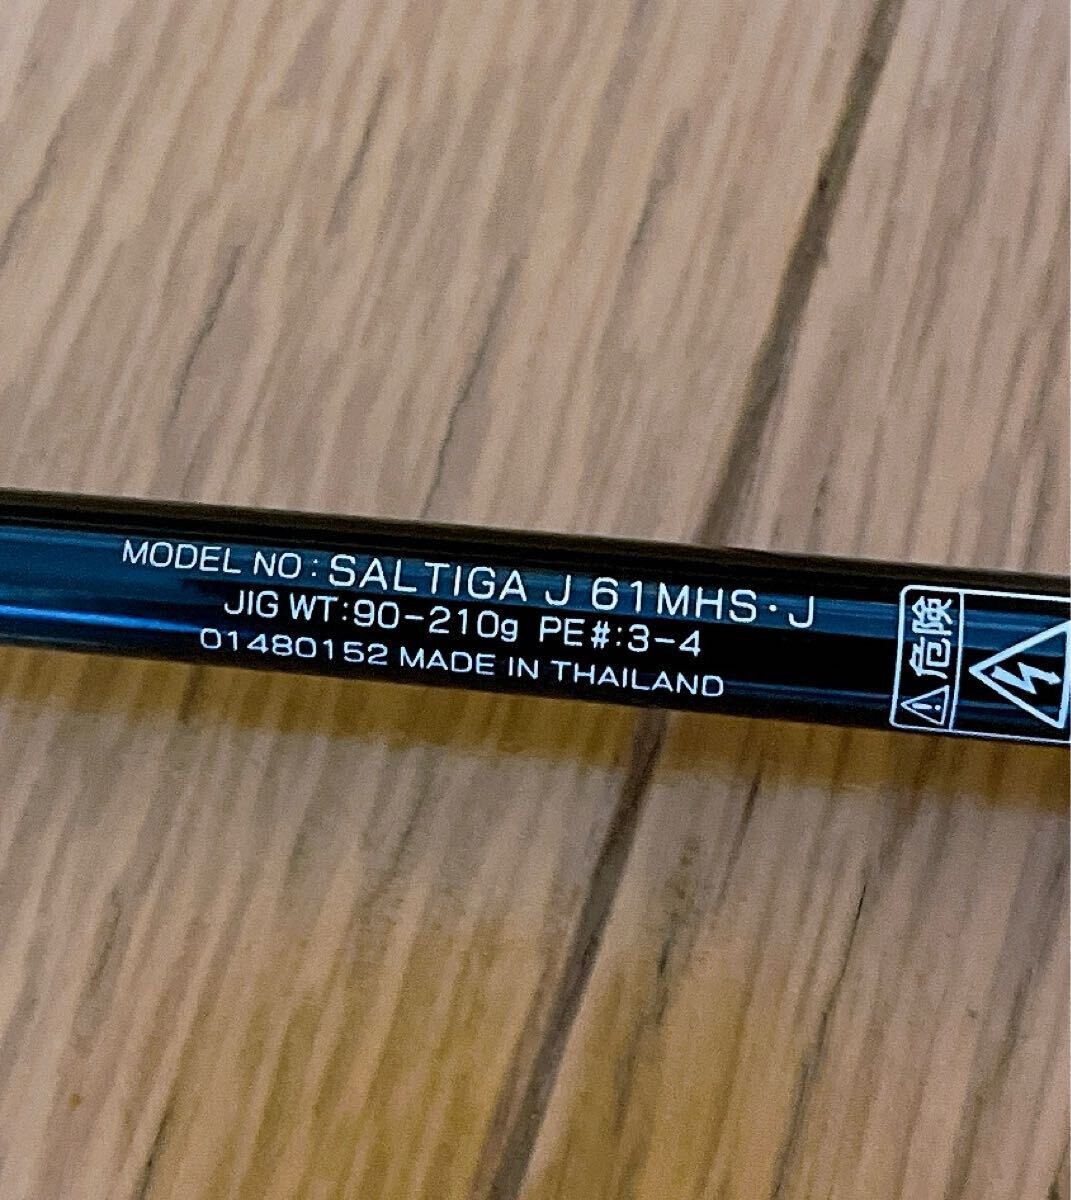 MODEL NO: SALTIGA J 61MHS・J
JIG WT:90-210g PE#:3-4
01480152 MADE IN THAILAND
危険